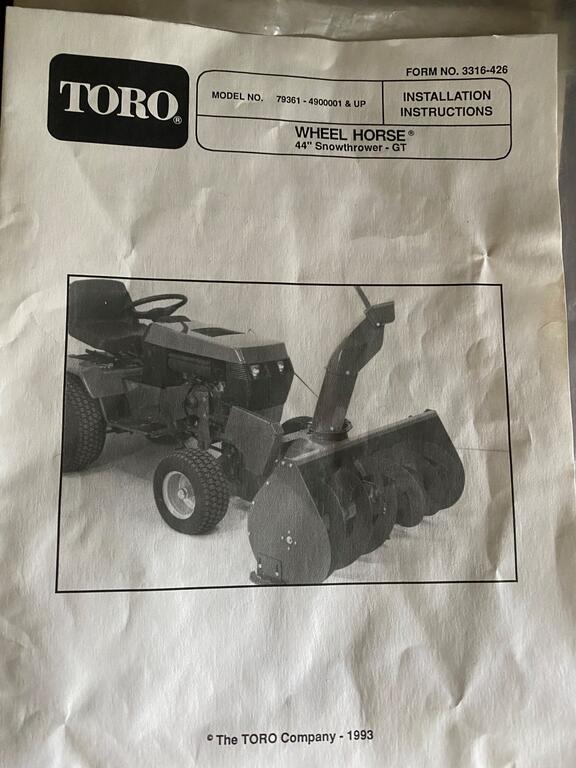 FORM NO. 3316-426
TORO®
MODEL NO. 79361 - 4900001 & UP
INSTALLATION
INSTRUCTIONS
WHEEL HORSE®
44" Snowthrower - GT
© The TORO Company - 1993